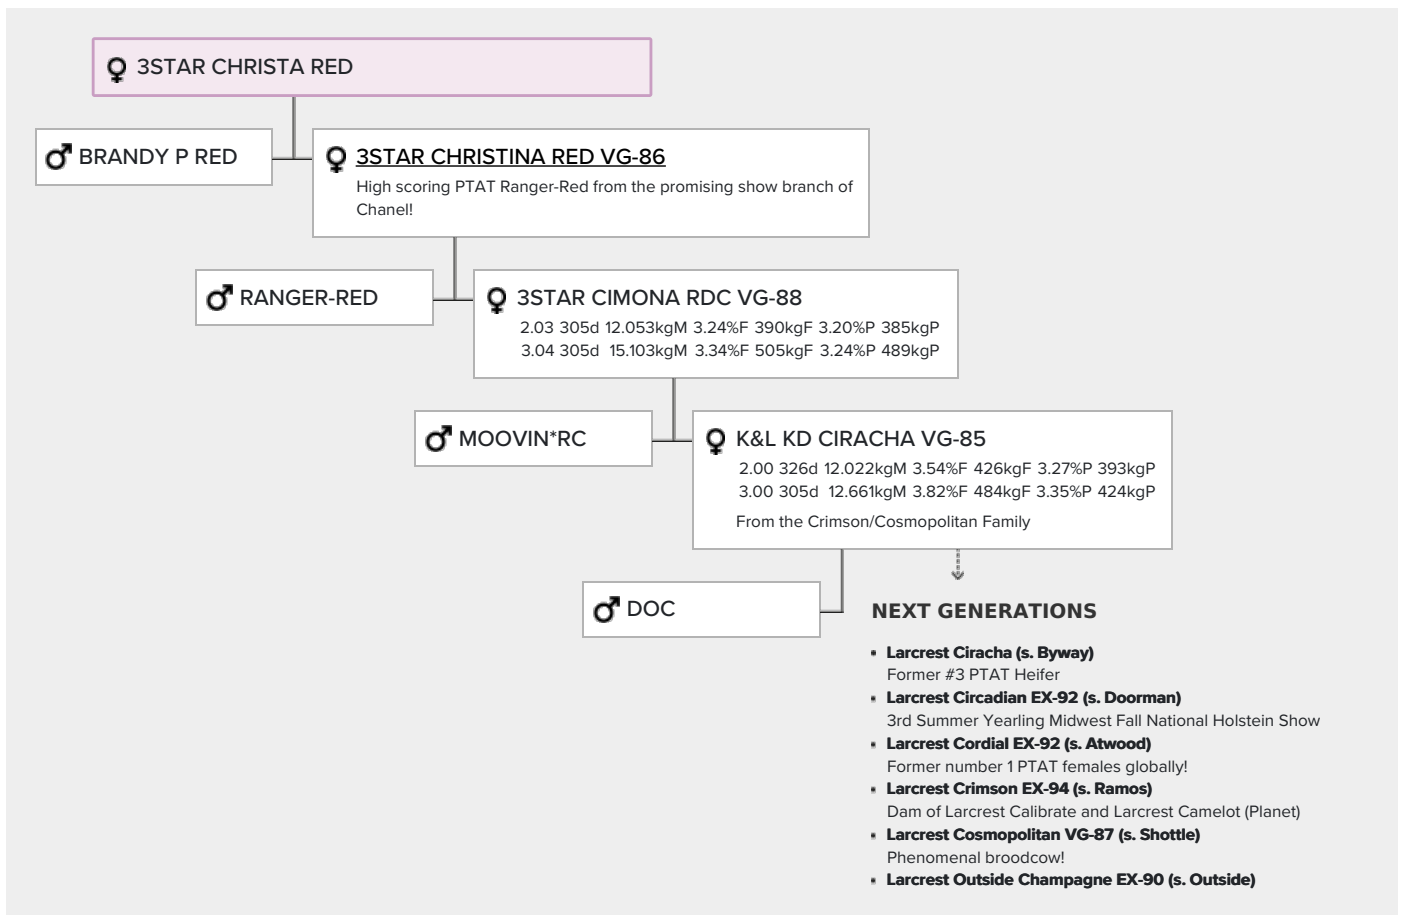 3STAR CHRISTA RED
BRANDY P RED
3STAR CHRISTINA RED VG-86
High scoring PTAT Ranger-Red from the promising show branch of
Chanel!
RANGER-RED
3STAR CIMONA RDC VG-88
2.03 305d 12.053kgM 3.24%F 390kgF 3.20%P 385kgP
3.04 305d 15.103kgM 3.34%F 505kgF 3.24%P 489kgP
MOOVIN*RC
K&L KD CIRACHA VG-85
2.00 326d 12.022kgM 3.54%F 426kgF 3.27%P 393kgP
3.00 305d 12.661kgM 3.82%F 484kgF 3.35%P 424kgP
From the Crimson/Cosmopolitan Family
DOC
NEXT GENERATIONS
Larcrest Ciracha (s. Byway)
Former #3 PTAT Heifer
Larcrest Circadian EX-92 (s. Doorman)
3rd Summer Yearling Midwest Fall National Holstein Show
Larcrest Cordial EX-92 (s. Atwood)
Former number 1 PTAT females globally!
Larcrest Crimson EX-94 (s. Ramos)
Dam of Larcrest Calibrate and Larcrest Camelot (Planet)
Larcrest Cosmopolitan VG-87 (s. Shottle)
Phenomenal broodcow!
Larcrest Outside Champagne EX-90 (s. Outside)